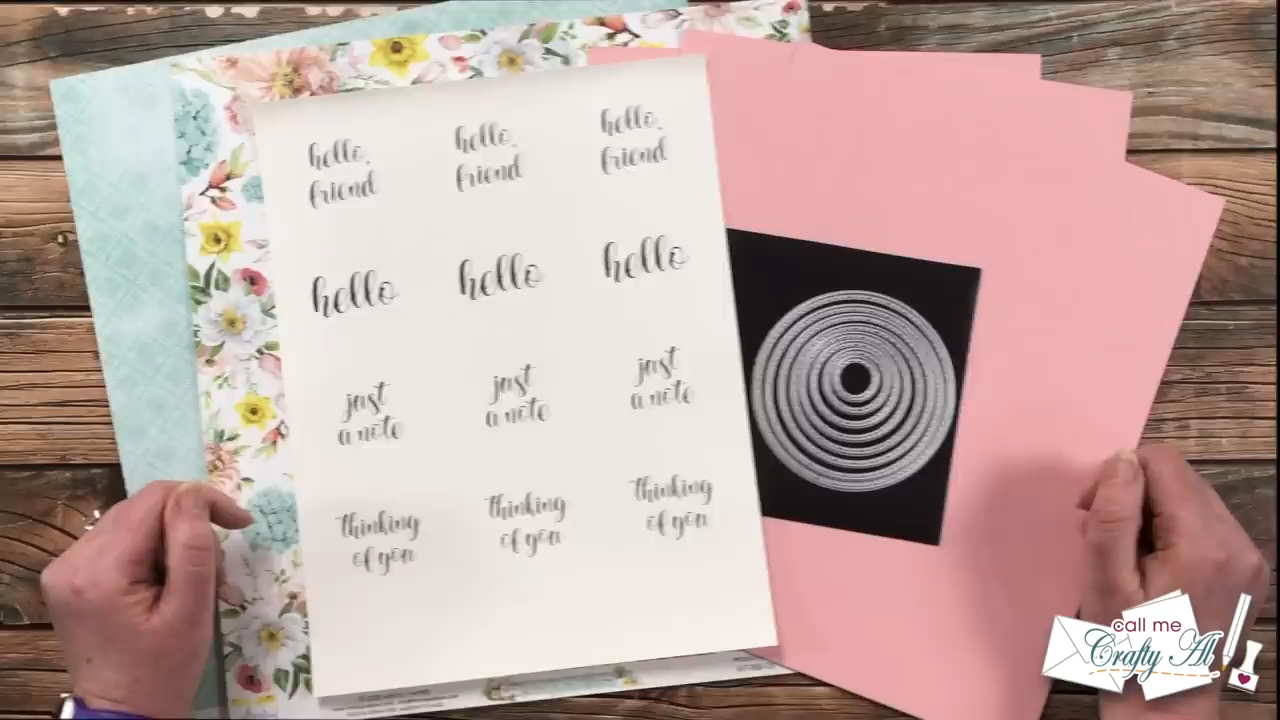 hello, hello, hello,
friend friend friend
hello hello hello
just just just
a note a note a note
thinking thinking thinking
of you of you of you
call me
Crafty Al